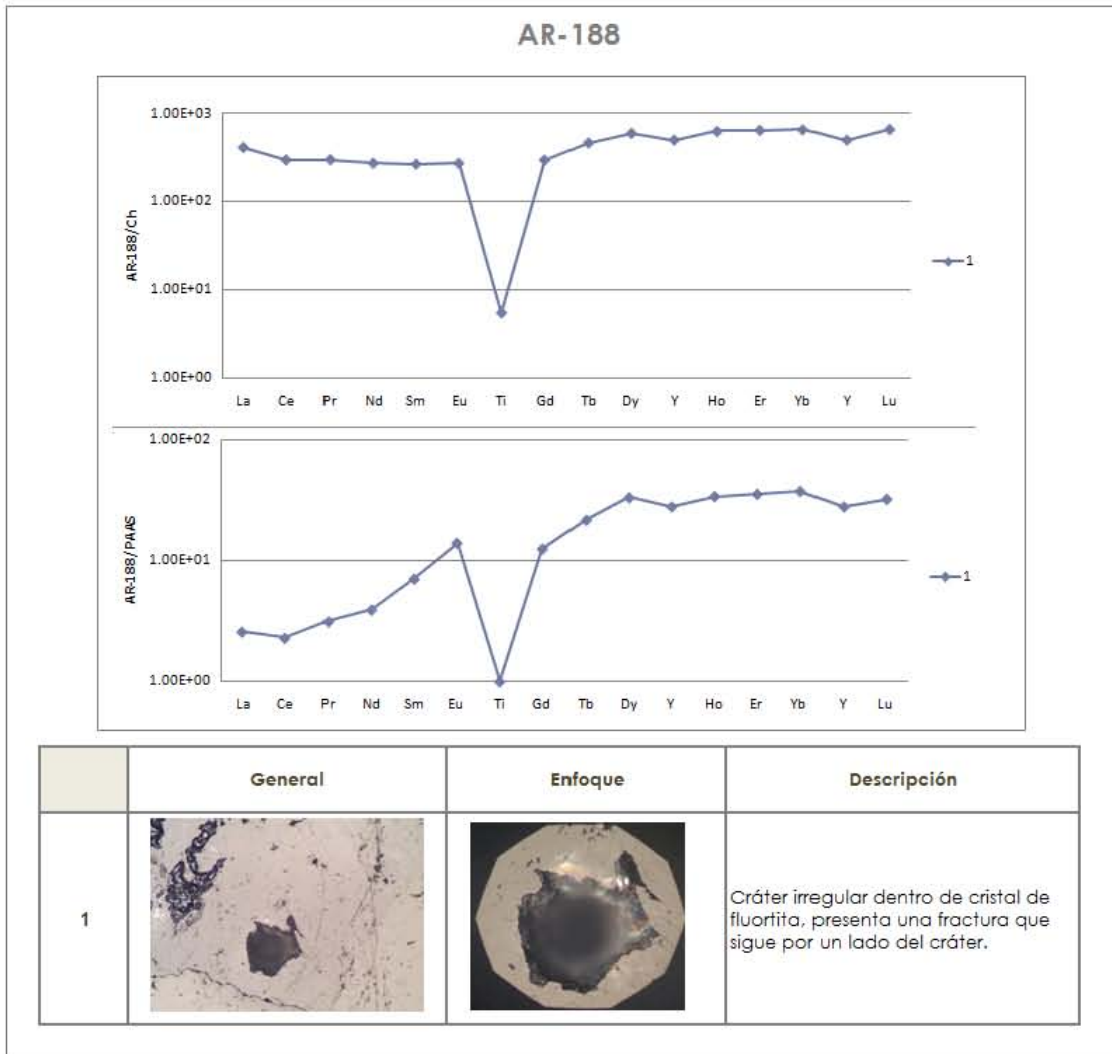 AR-188
1.00E+03
1.00E+02
1.00E+01
1.00E+00
AR-188/Ch
La Ce Pr Nd Sm Eu Ti Gd Tb Dy Y Ho Er Yb Y Lu
1
1.00E+02
1.00E+01
1.00E+00
AR-188/PAAS
La Ce Pr Nd Sm Eu Ti Gd Tb Dy Y Ho Er Yb Y Lu
1
General Enfoque Descripción
1
Cráter irregular dentro de cristal de
fluortita, presenta una fractura que
sigue por un lado del cráter.